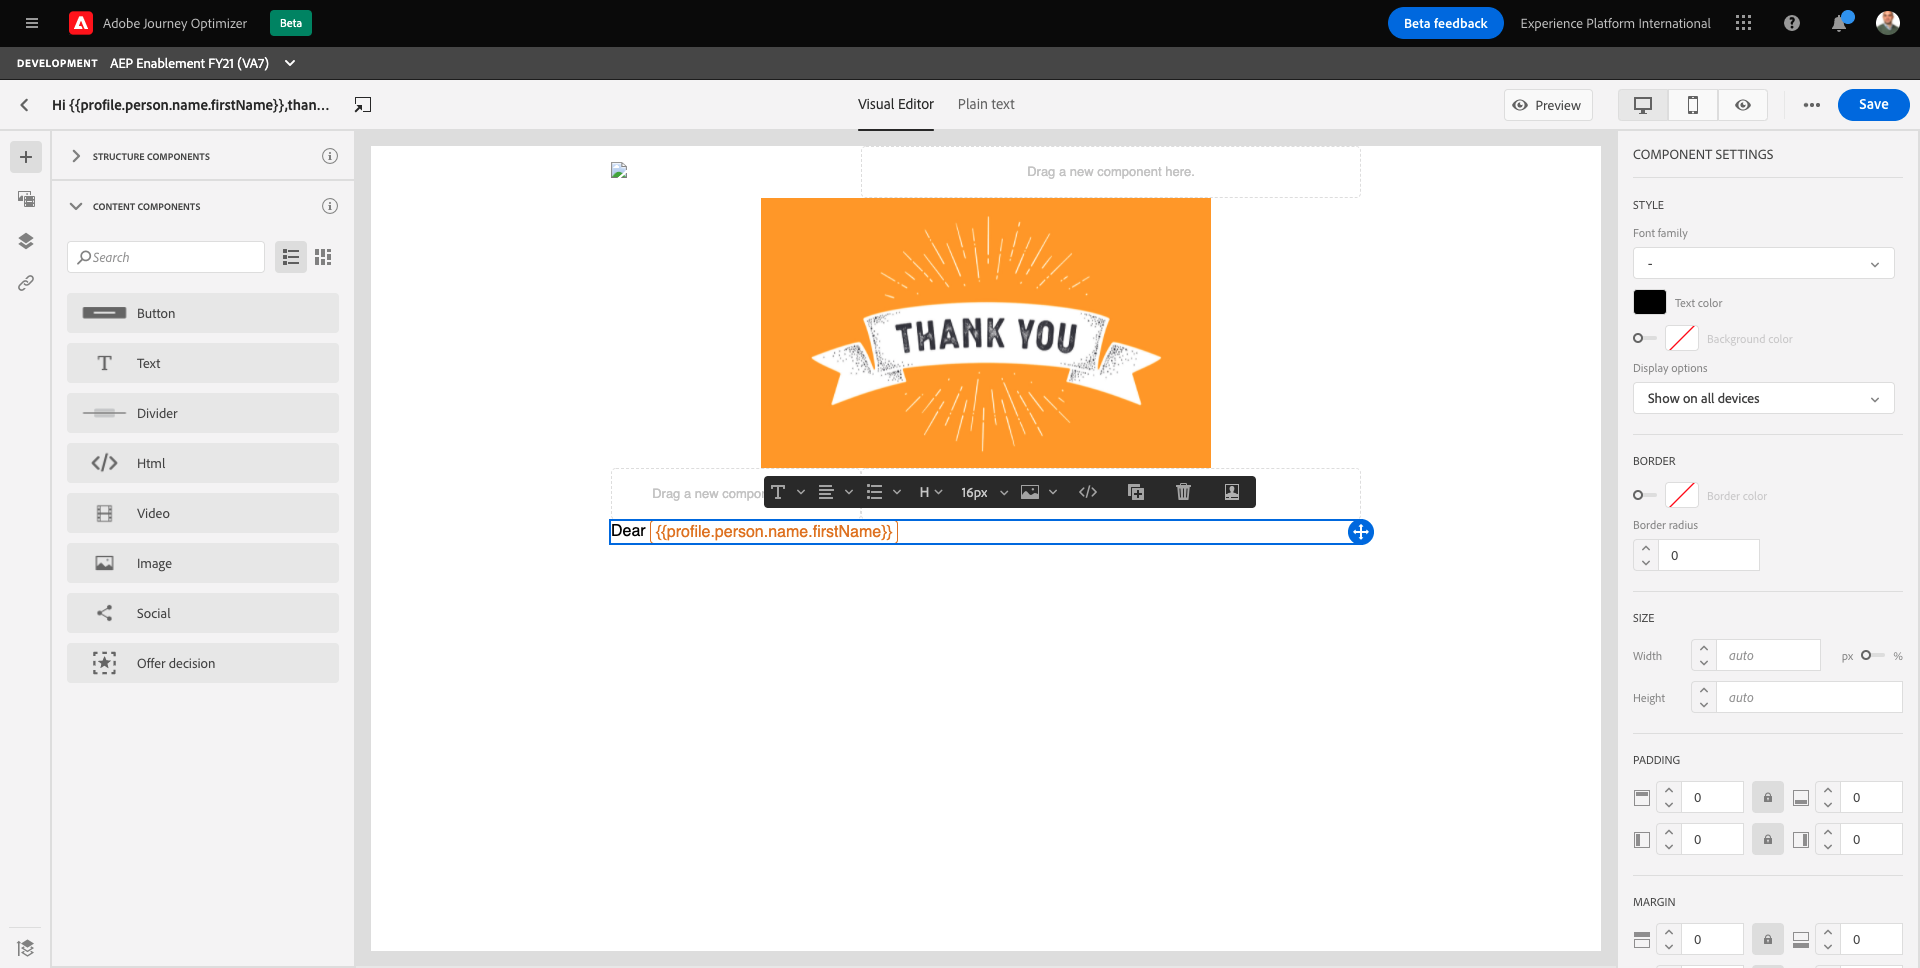 Adobe Journey Optimizer
Beta
Beta feedback
Experience Platform International
DEVELOPMENT
AEP Enablement FY21 (VA7)
Hi {{profile.person.name.firstName}},than...
Visual Editor
Plain text
Preview
Save
STRUCTURE COMPONENTS
CONTENT COMPONENTS
Search
Button
Text
Divider
Html
Video
Image
Social
Offer decision
Drag a new component here.
THANK YOU
Drag a new compor
H
16px
Dear {{profile.person.name.firstName}}
COMPONENT SETTINGS
STYLE
Font family
-
Text color
Background color
Display options
Show on all devices
BORDER
Border color
Border radius
0
SIZE
Width
auto
px
%
Height
auto
PADDING
0
0
0
0
MARGIN
0
0